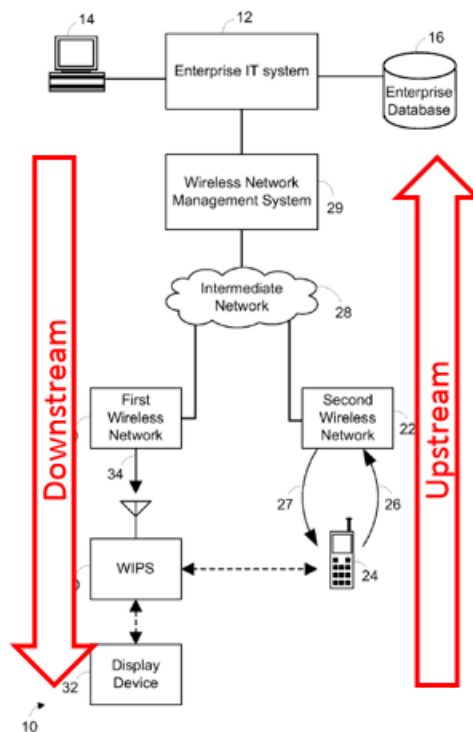 14
12
16
Enterprise IT system
Enterprise
Database
Wireless Network
Management System
29
Intermediate
Network
28
Downstream
Upstream
First
Wireless
Network
Second
Wireless
Network
22
34
27
26
WIPS
24
Display
Device
32
10